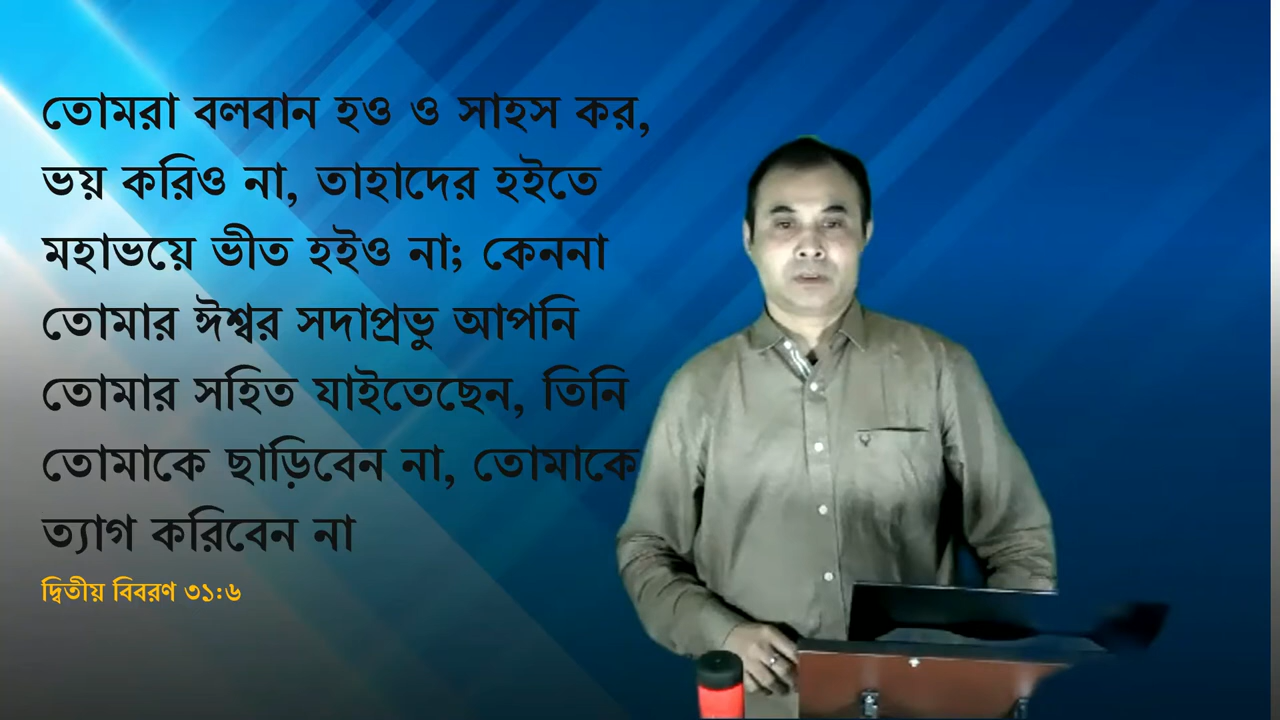 তোমরা বলবান হও ও সাহস কর,
ভয় করিও না, তাহাদের হইতে
মহাভয়ে ভীত হইও না; কেননা
তোমার ঈশ্বর সদাপ্রভু আপনি
তোমার সহিত যাইতেছেন, তিনি
তোমাকে ছাড়িবেন না, তোমাকে
ত্যাগ করিবেন না
দ্বিতীয় বিবরণ ৩১:৬